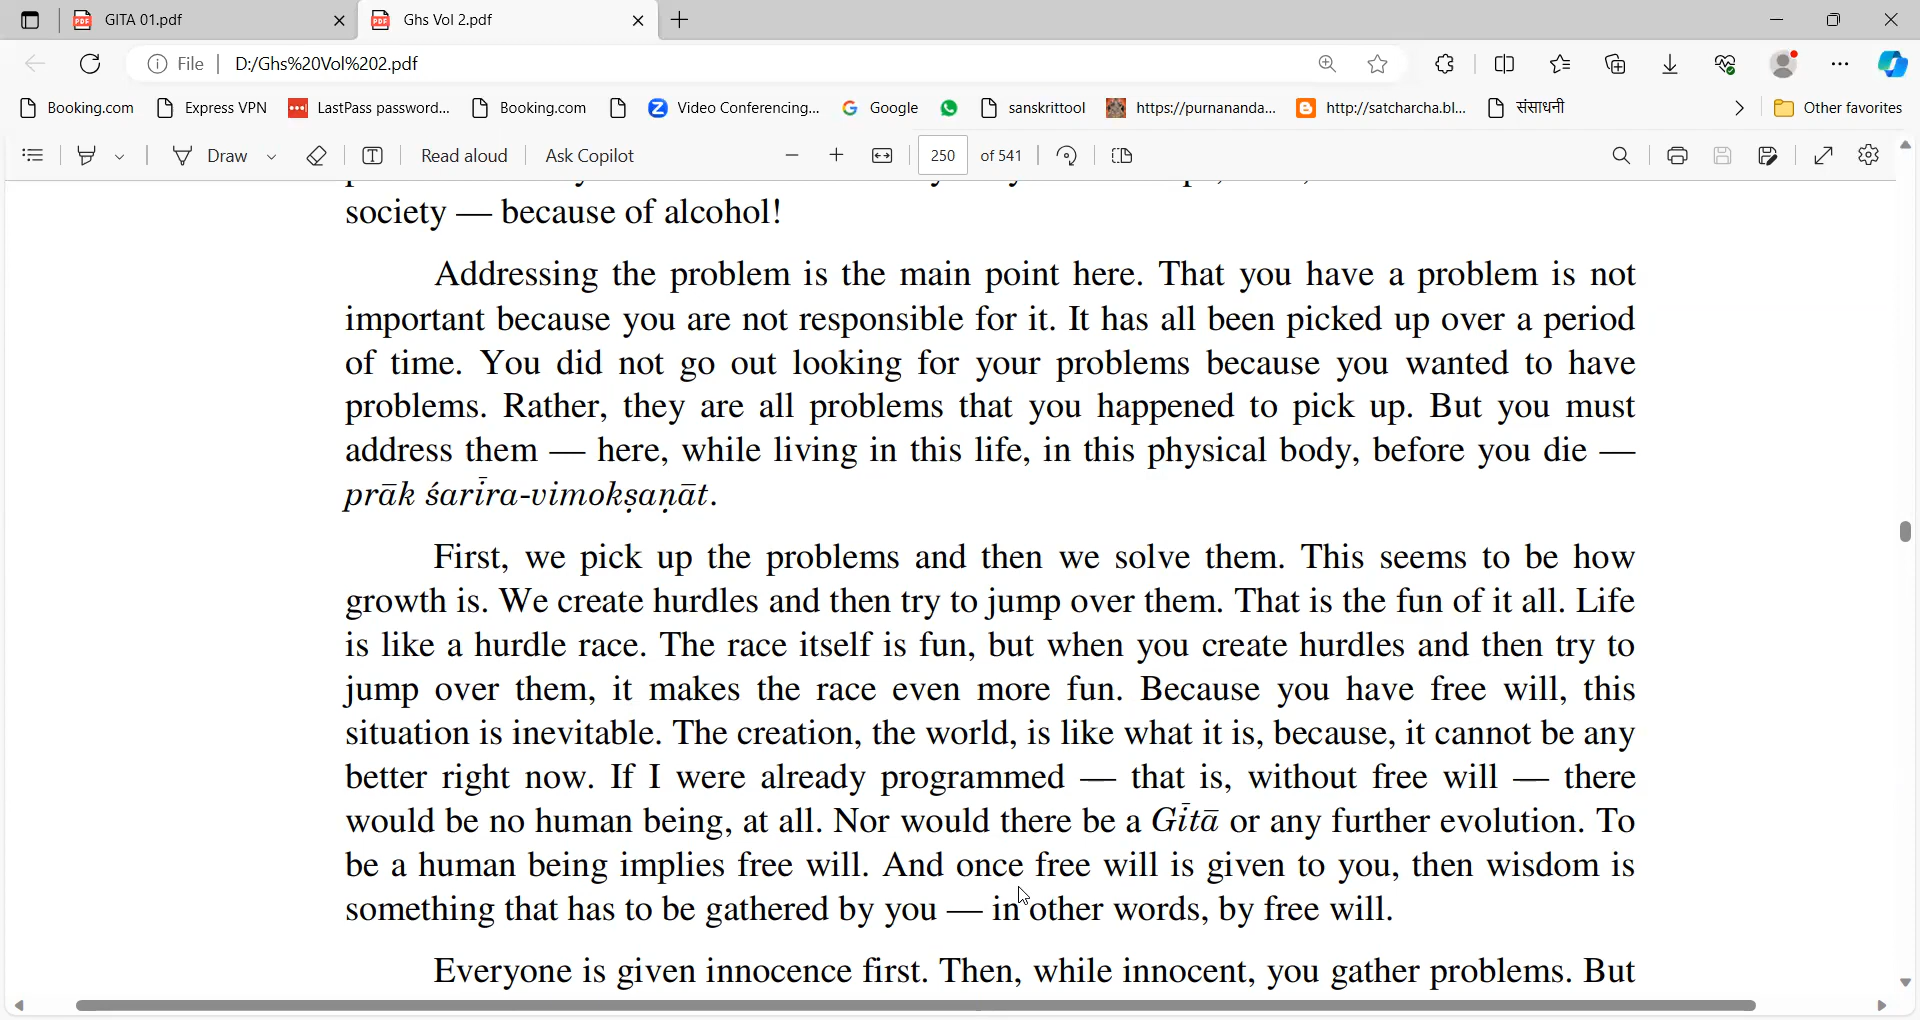 GITA 01.pdf
Ghs Vol 2.pdf
File D:/Ghs%20Vol%202.pdf
Booking.com Express VPN LastPass password... Booking.com Video Conferencing... Google sanskrittool https://purnananda... http://satcharcha.bl... संसाधनी Other favorites
Draw Read aloud Ask Copilot 250 of 541
society — because of alcohol!
Addressing the problem is the main point here. That you have a problem is not
important because you are not responsible for it. It has all been picked up over a period
of time. You did not go out looking for your problems because you wanted to have
problems. Rather, they are all problems that you happened to pick up. But you must
address them — here, while living in this life, in this physical body, before you die —
prāk śarīra-vimokṣaṇāt.
First, we pick up the problems and then we solve them. This seems to be how
growth is. We create hurdles and then try to jump over them. That is the fun of it all. Life
is like a hurdle race. The race itself is fun, but when you create hurdles and then try to
jump over them, it makes the race even more fun. Because you have free will, this
situation is inevitable. The creation, the world, is like what it is, because, it cannot be any
better right now. If I were already programmed — that is, without free will — there
would be no human being, at all. Nor would there be a Gītā or any further evolution. To
be a human being implies free will. And once free will is given to you, then wisdom is
something that has to be gathered by you — in other words, by free will.
Everyone is given innocence first. Then, while innocent, you gather problems. But